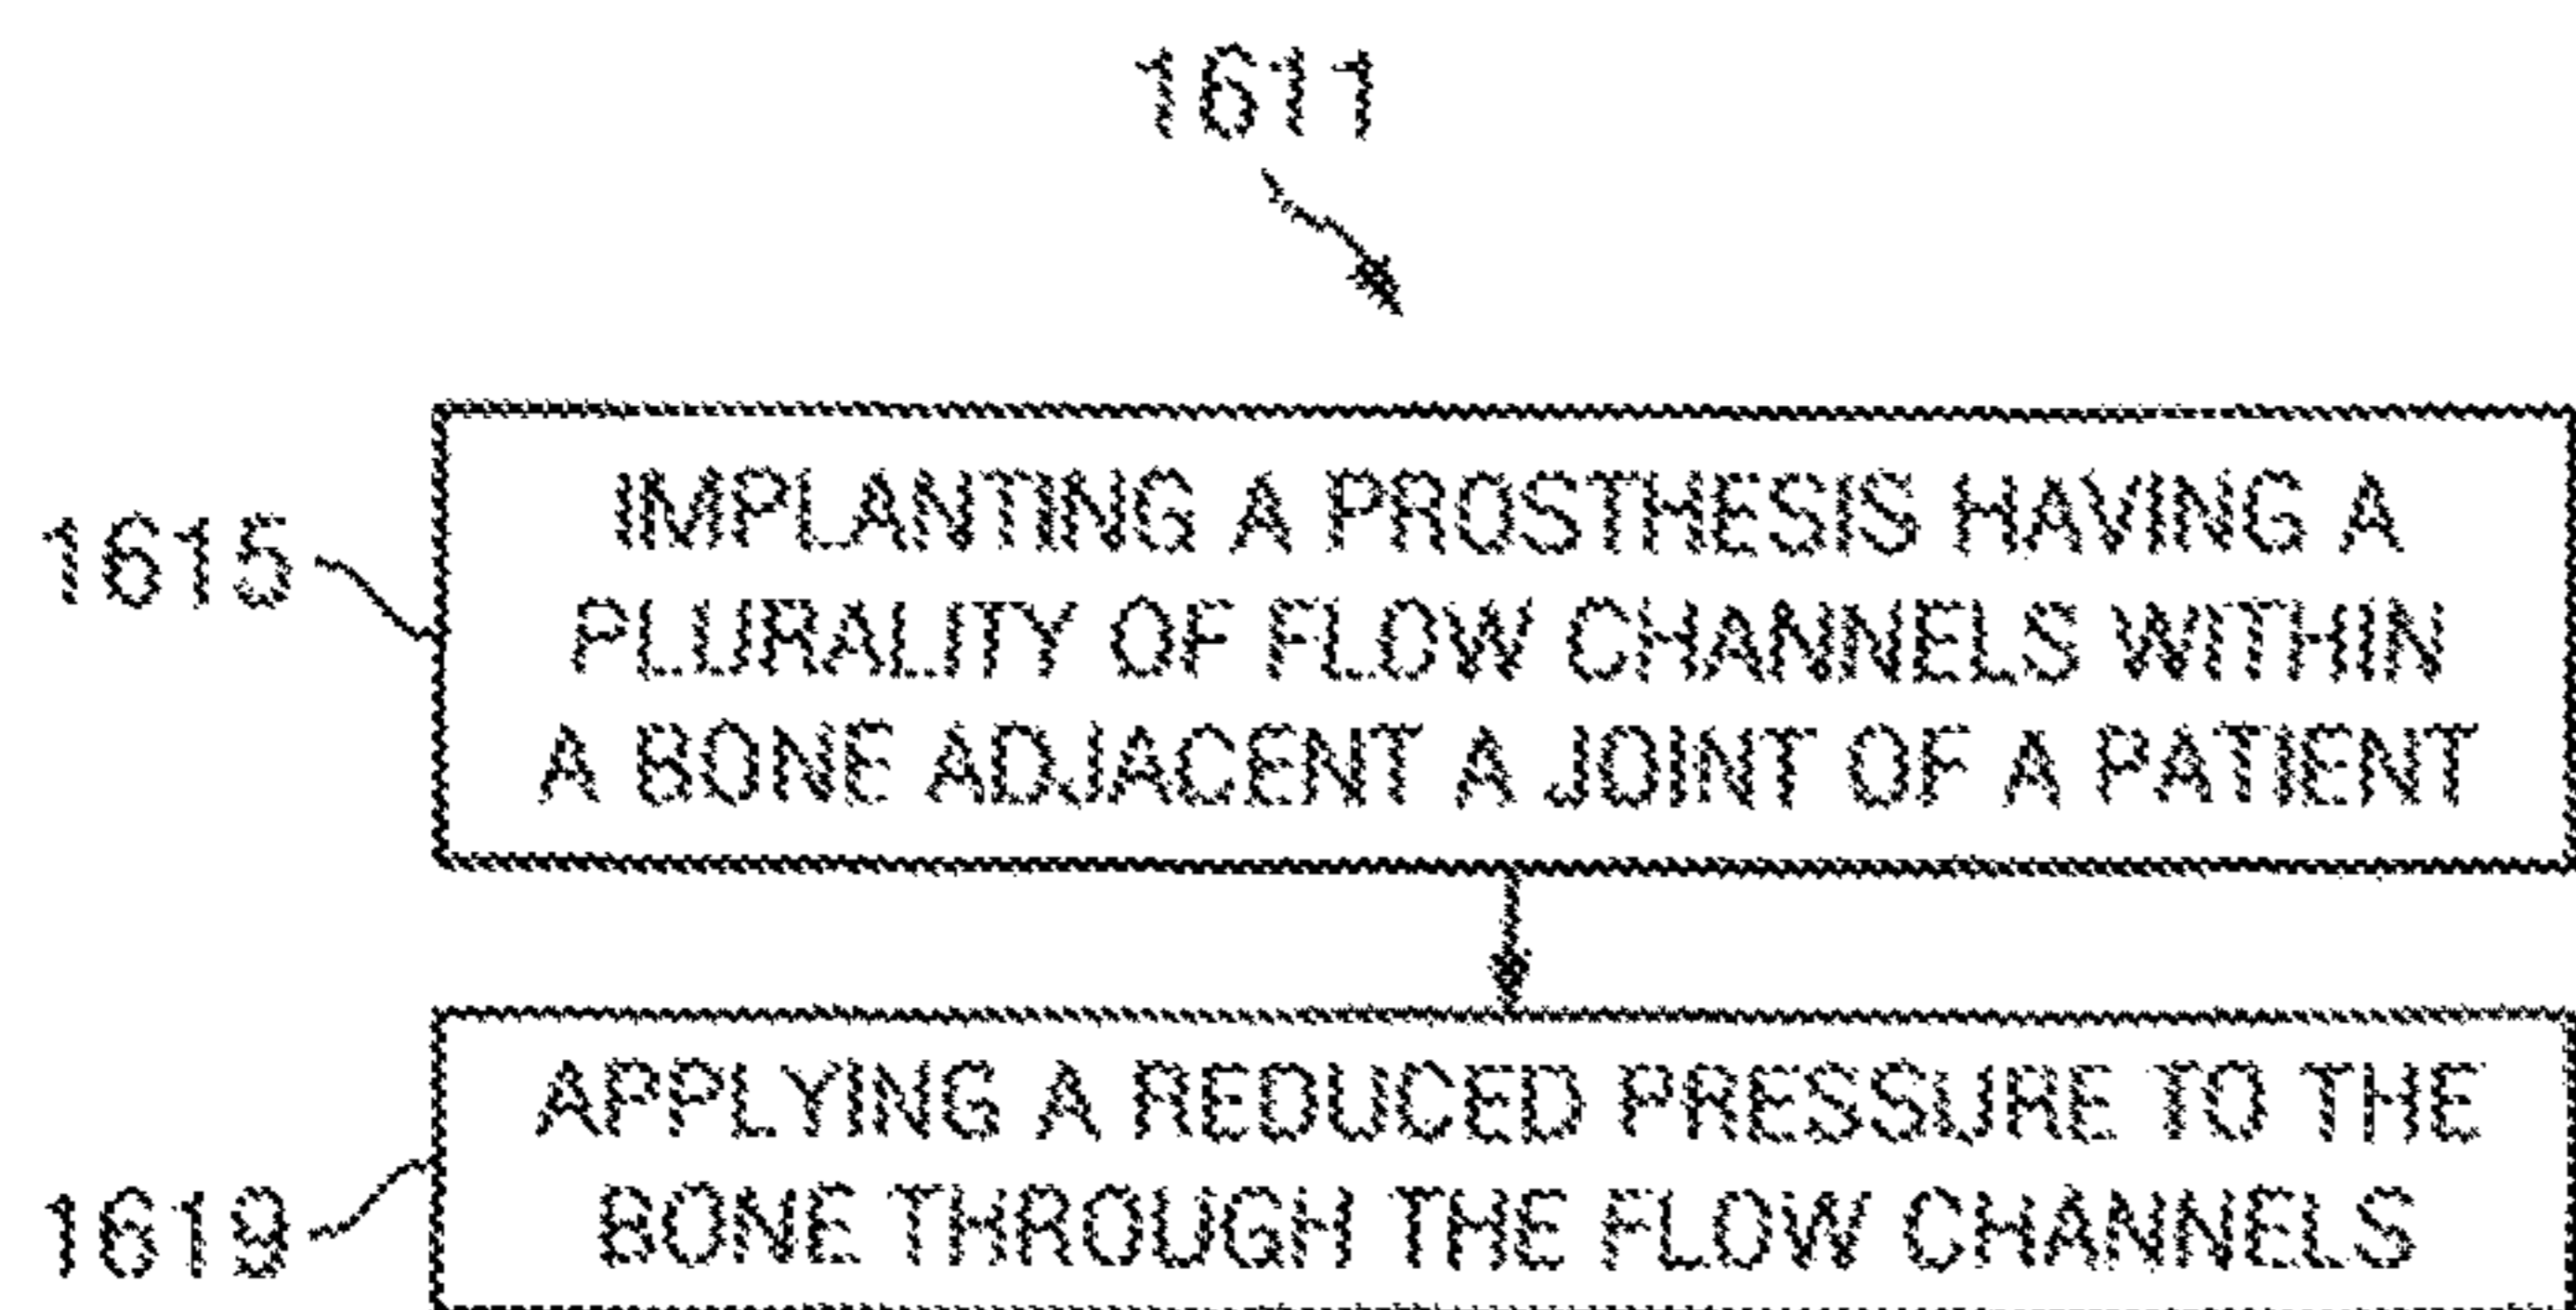 1611
1615
IMPLANTING A PROSTHESIS HAVING A
PLURALITY OF FLOW CHANNELS WITHIN
A BONE ADJACENT A JOINT OF A PATIENT
1619
APPLYING A REDUCED PRESSURE TO THE
BONE THROUGH THE FLOW CHANNELS